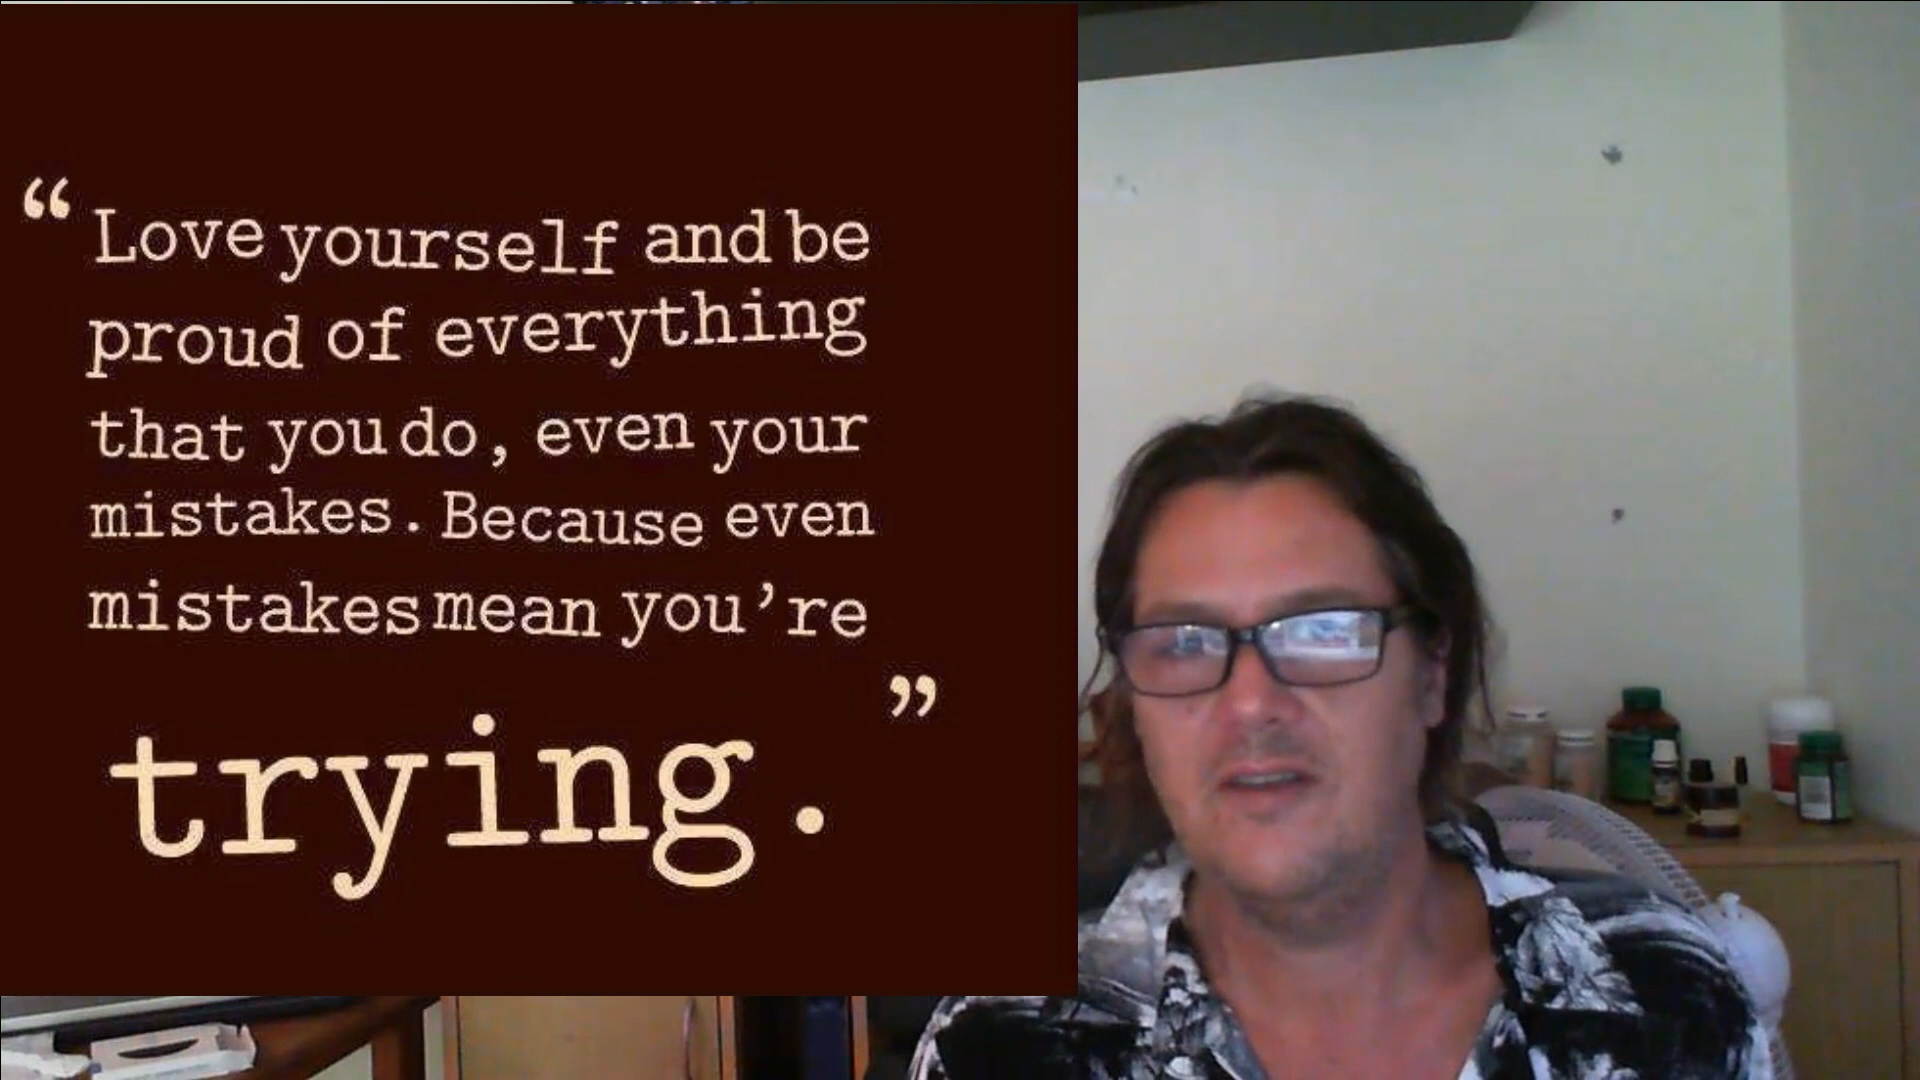 “Love yourself and be
proud of everything
that you do, even your
mistakes. Because even
mistakes mean you’re
trying.”